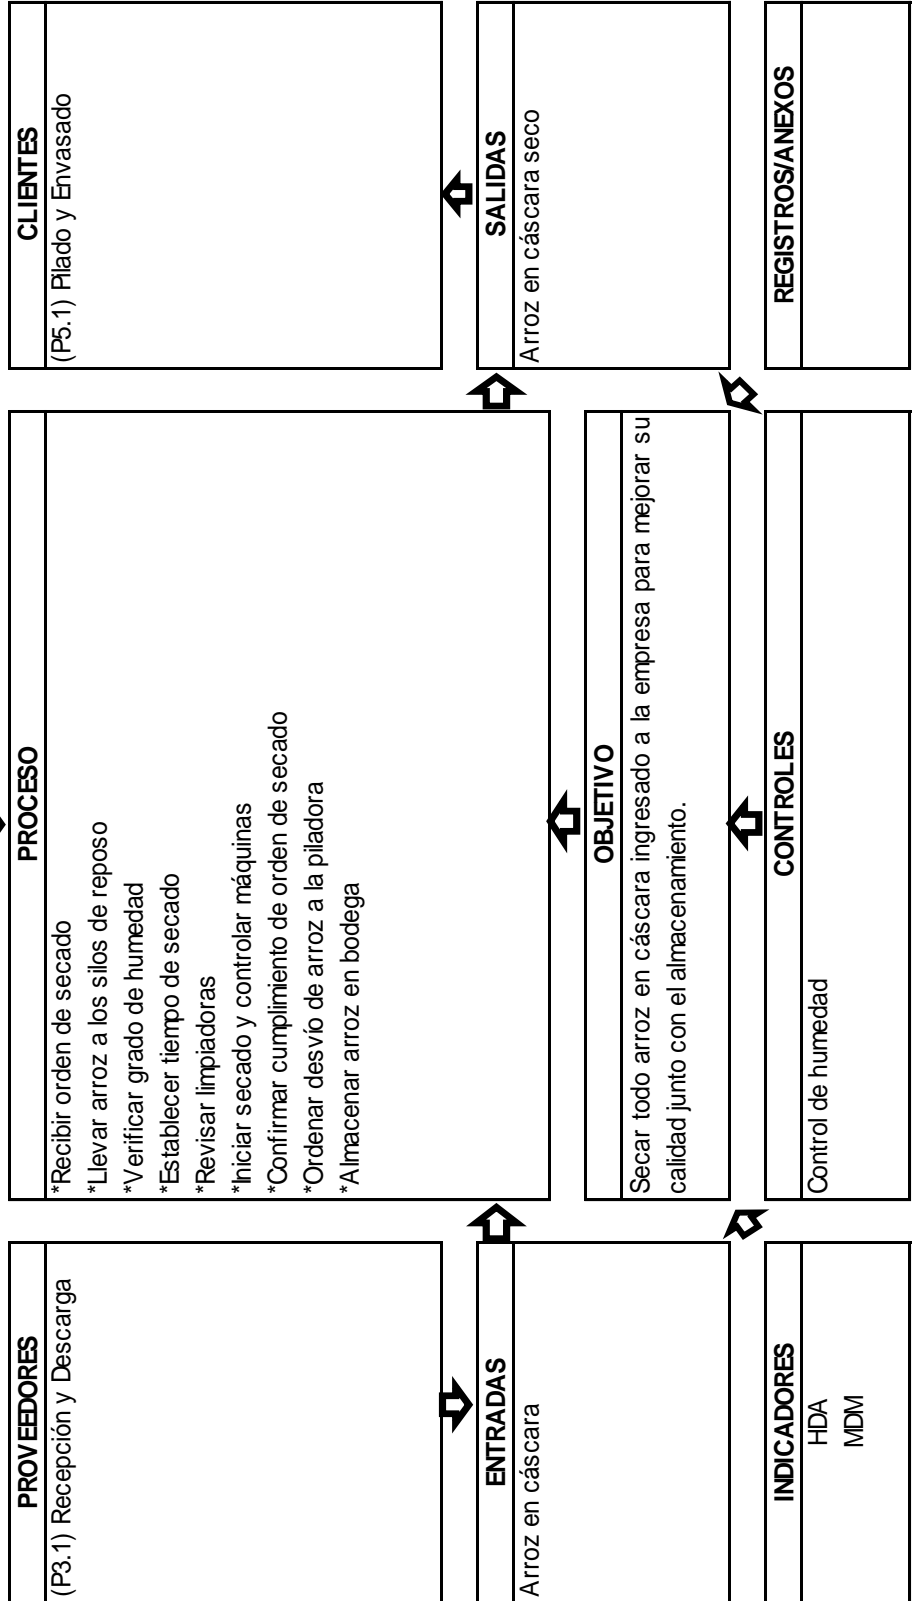 PROVEEDORES
(P3.1) Recepción y Descarga
PROCESO
*Recibir orden de secado
*Llevar arroz a los silos de reposo
*Verificar grado de humedad
*Establecer tiempo de secado
*Revisar limpiadoras
*Iniciar secado y controlar máquinas
*Confirmar cumplimiento de orden de secado
*Ordenar desvío de arroz a la piladora
*Almacenar arroz en bodega
CLIENTES
(P5.1) Pilado y Envasado
ENTRADAS
Arroz en cáscara
OBJETIVO
Secar todo arroz en cáscara ingresado a la empresa para mejorar su
calidad junto con el almacenamiento.
SALIDAS
Arroz en cáscara seco
INDICADORES
HDA
MDM
CONTROLES
Control de humedad
REGISTROS/ANEXOS